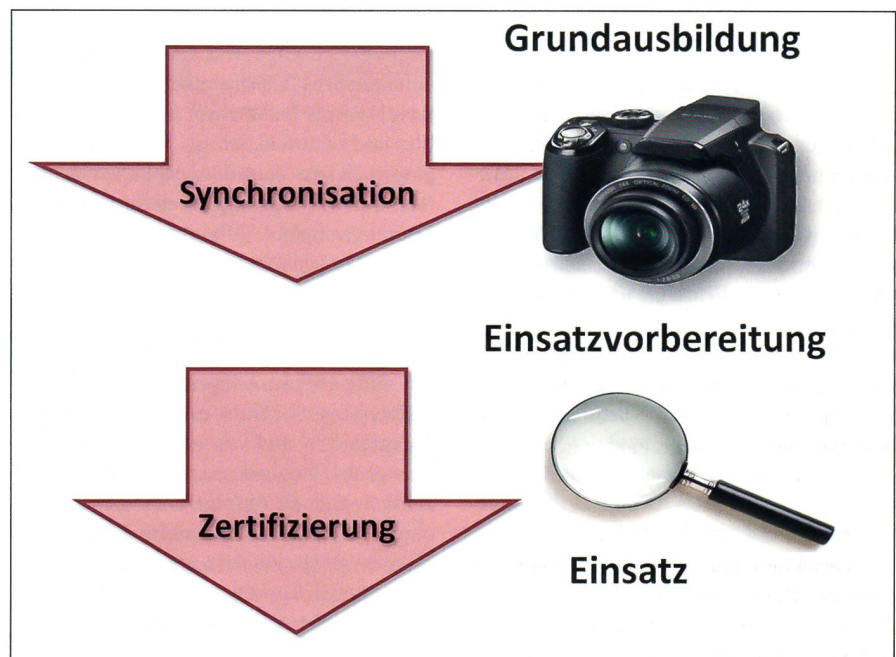 Grundausbildung
Synchronisation
Einsatzvorbereitung
Zertifizierung
Einsatz